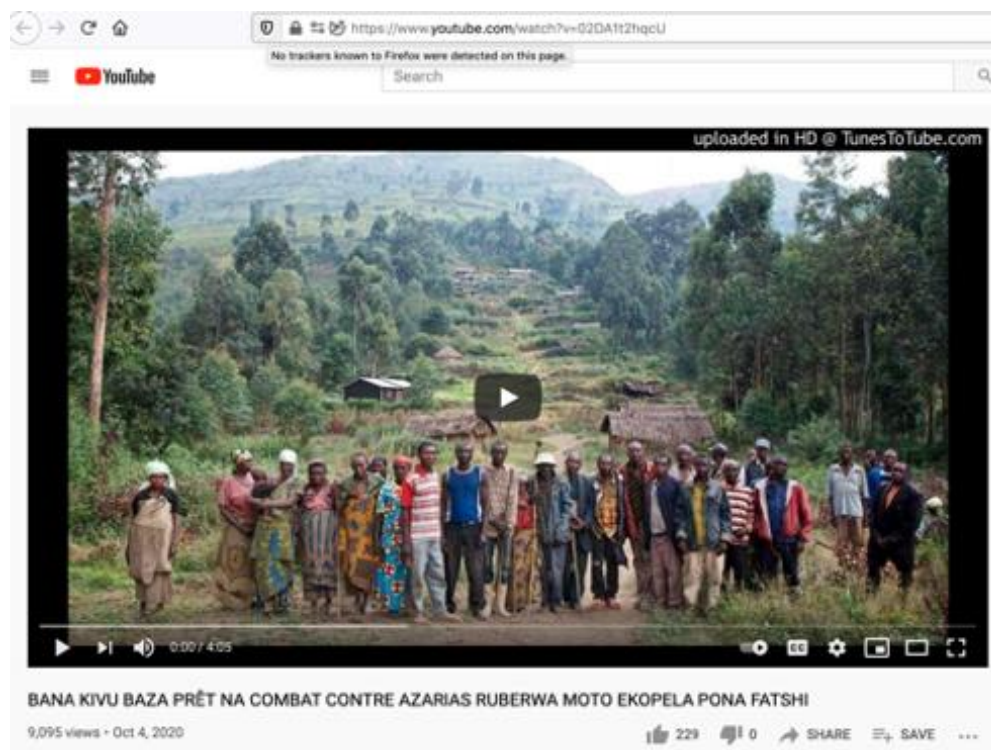 https://www.youtube.com/watch?v=02DA1t2hqcU
No trackers known to Firefox were detected on this page.
YouTube
Search
uploaded in HD @ TunesToTube.com
0:00 / 4:05
CC
BANA KIVU BAZA PRÊT NA COMBAT CONTRE AZARIAS RUBERWA MOTO EKOPELA PONA FATSHI
9,095 views • Oct 4, 2020
229
0
SHARE
SAVE